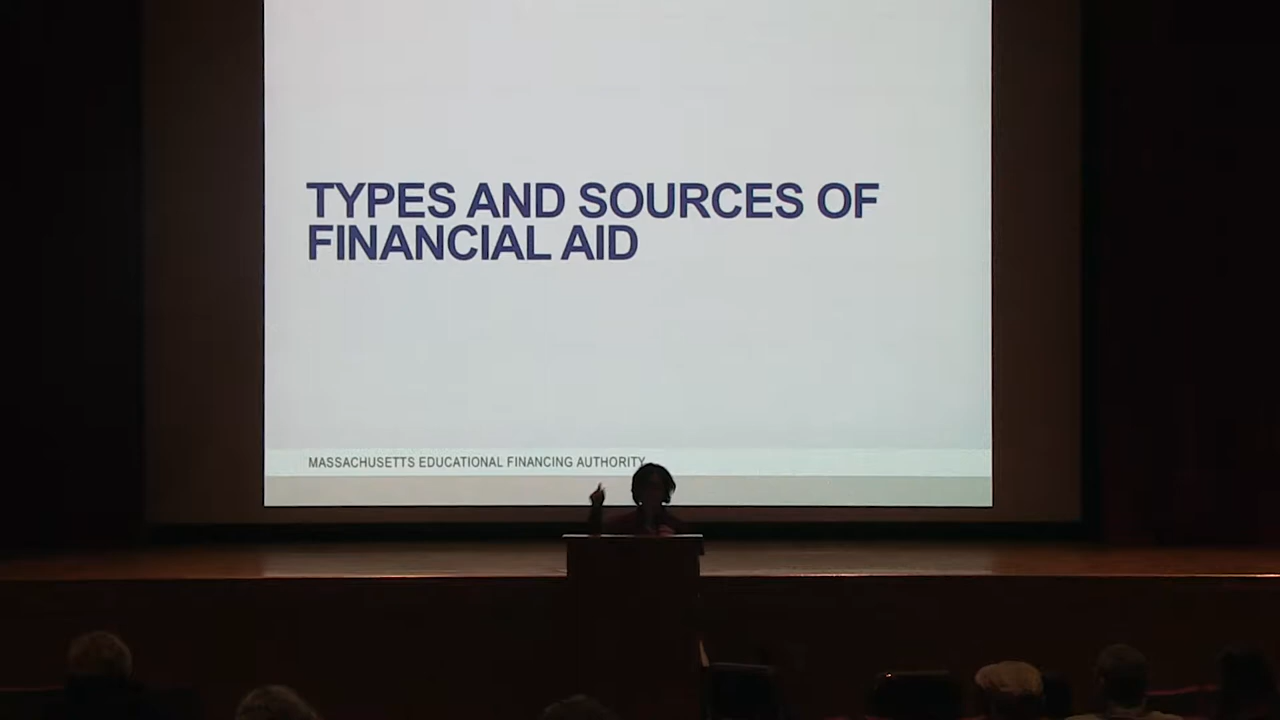 TYPES AND SOURCES OF
FINANCIAL AID
MASSACHUSETTS EDUCATIONAL FINANCING AUTHORITY